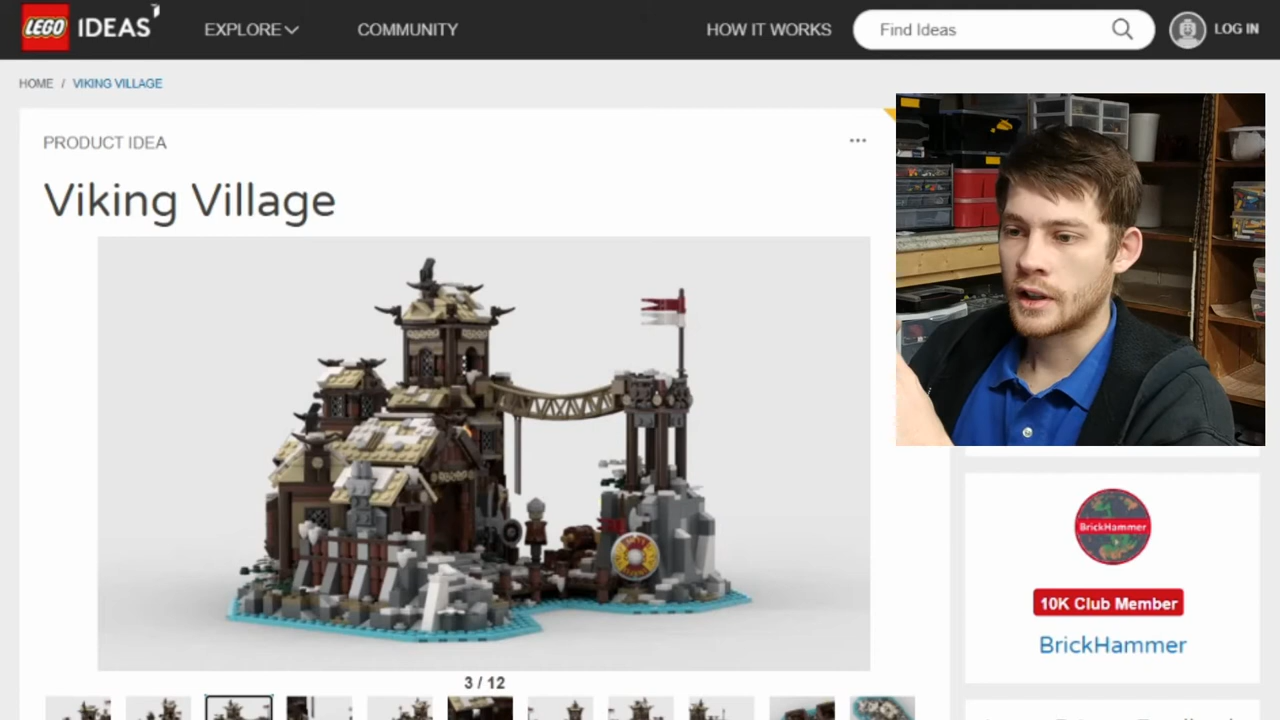 LEGO IDEAS
EXPLORE
COMMUNITY
HOW IT WORKS
Find Ideas
LOG IN
HOME / VIKING VILLAGE
PRODUCT IDEA
Viking Village
3 / 12
BrickHammer
10K Club Member
BrickHammer